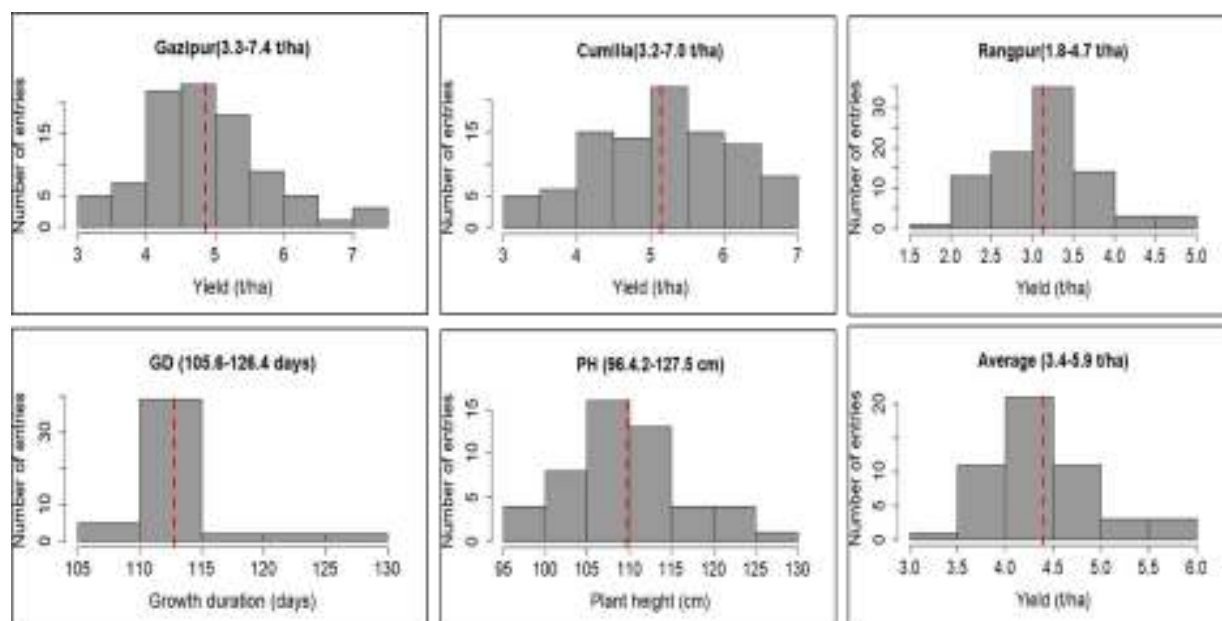 Gazipur(3.3-7.4 t/ha)
Number of entries
0 5 15
3 4 5 6 7
Yield (t/ha)
Cumilla(3.2-7.0 t/ha)
Number of entries
0 5 15
3 4 5 6 7
Yield (t/ha)
Rangpur(1.8-4.7 t/ha)
Number of entries
0 10 20 30
1.5 2.0 2.5 3.0 3.5 4.0 4.5 5.0
Yield (t/ha)
GD (105.6-126.4 days)
Number of entries
0 10 30
105 110 115 120 125 130
Growth duration (days)
PH (96.4.2-127.5 cm)
Number of entries
0 5 10 15
95 100 105 110 115 120 125 130
Plant height (cm)
Average (3.4-5.9 t/ha)
Number of entries
0 5 10 20
3.0 3.5 4.0 4.5 5.0 5.5 6.0
Yield (t/ha)